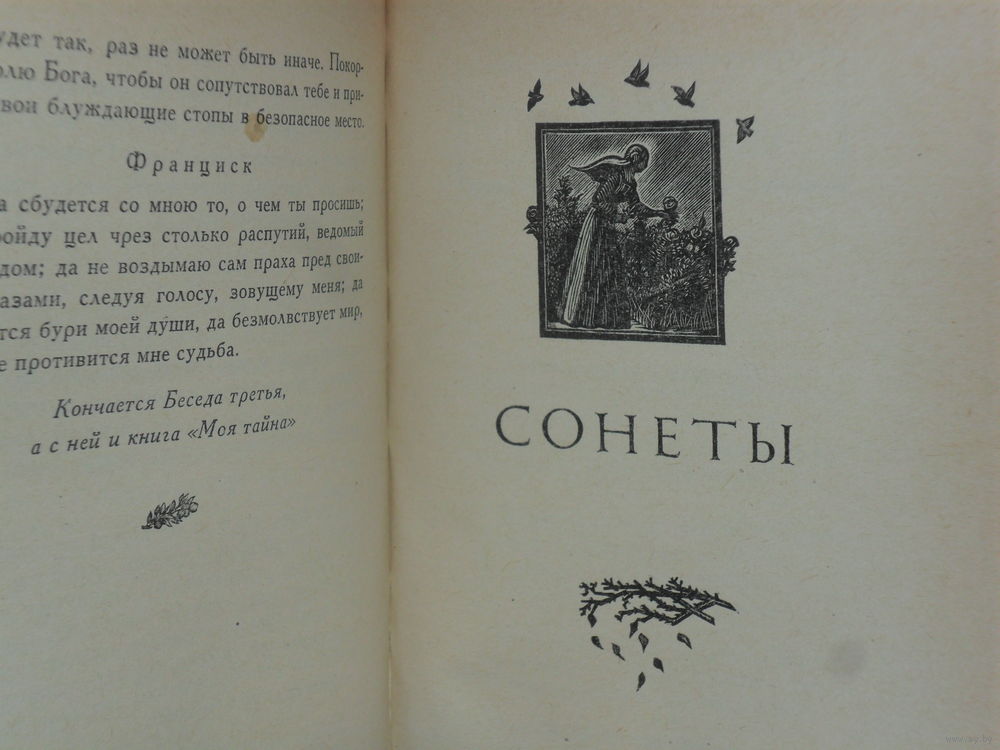 удет так, раз не может быть иначе. Покор-
олю Бога, чтобы он сопутствовал тебе и при-
вои блуждающие стопы в безопасное место.
Франциск
а сбудется со мною то, о чем ты просишь;
ройду цел чрез столько распутий, ведомый
дом; да не воздымаю сам праха пред свои-
азами, следуя голосу, зовущему меня; да
тся бури моей души, да безмолвствует мир,
е противится мне судьба.
Кончается Беседа третья,
а с ней и книга «Моя тайна»
СОНЕТЫ